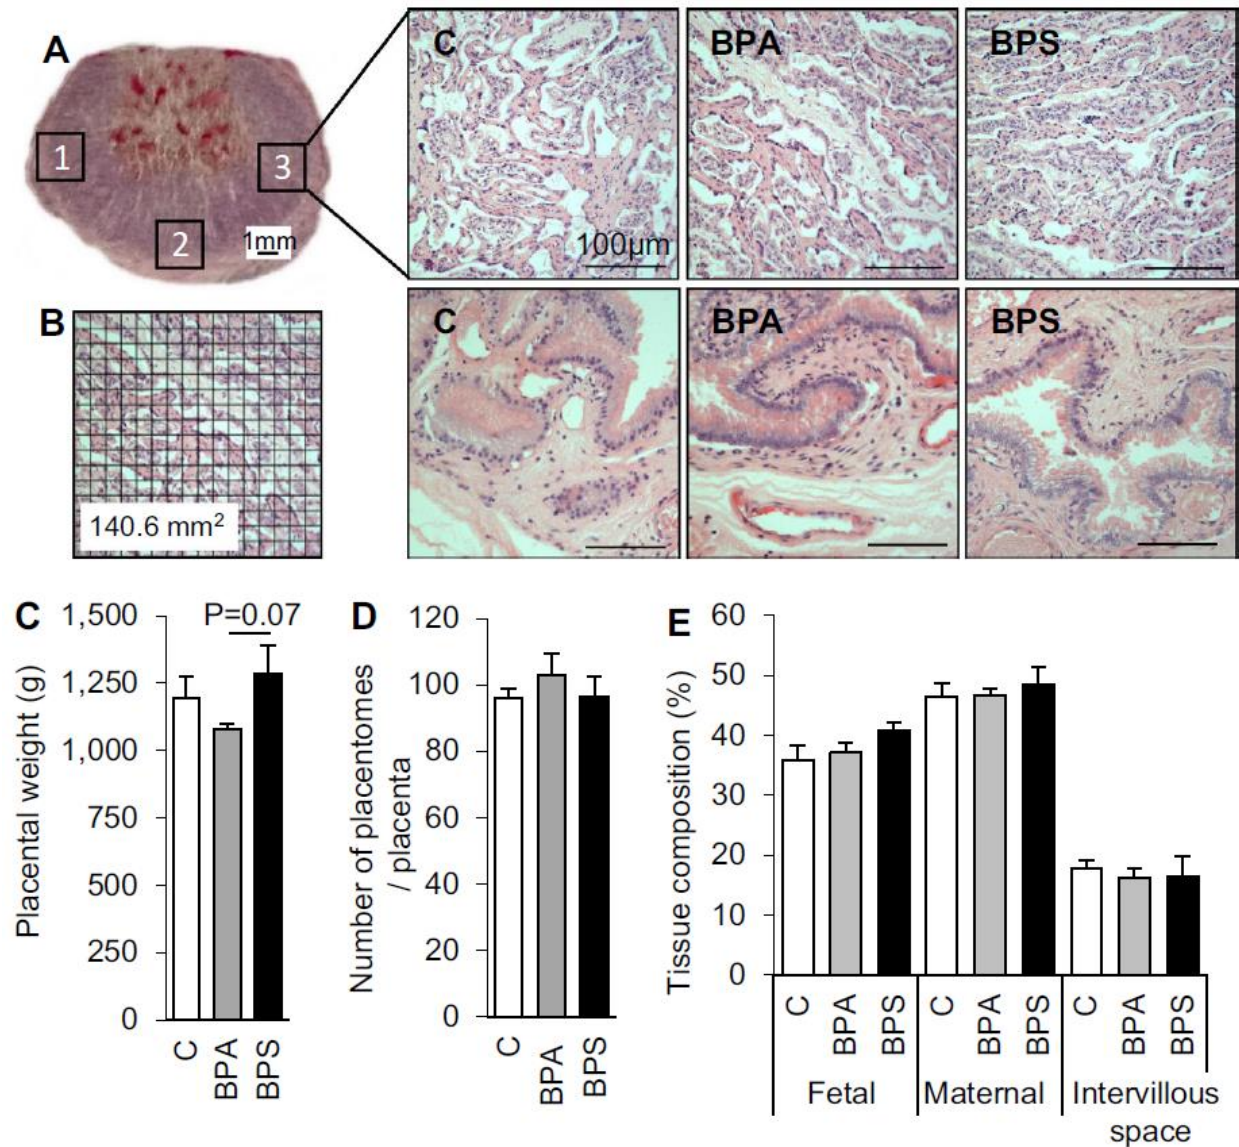 A
1
2
3
1mm
C
BPA
BPS
100µm
C
BPA
BPS
B
140.6 mm²
C
P=0.07
Placental weight (g)
1,500
1,250
1,000
750
500
250
0
C
BPA
BPS
D
Number of placentomes
/ placenta
120
100
80
60
40
20
0
C
BPA
BPS
E
Tissue composition (%)
60
50
40
30
20
10
0
C
BPA
BPS
C
BPA
BPS
C
BPA
BPS
Fetal
Maternal
Intervillous
space